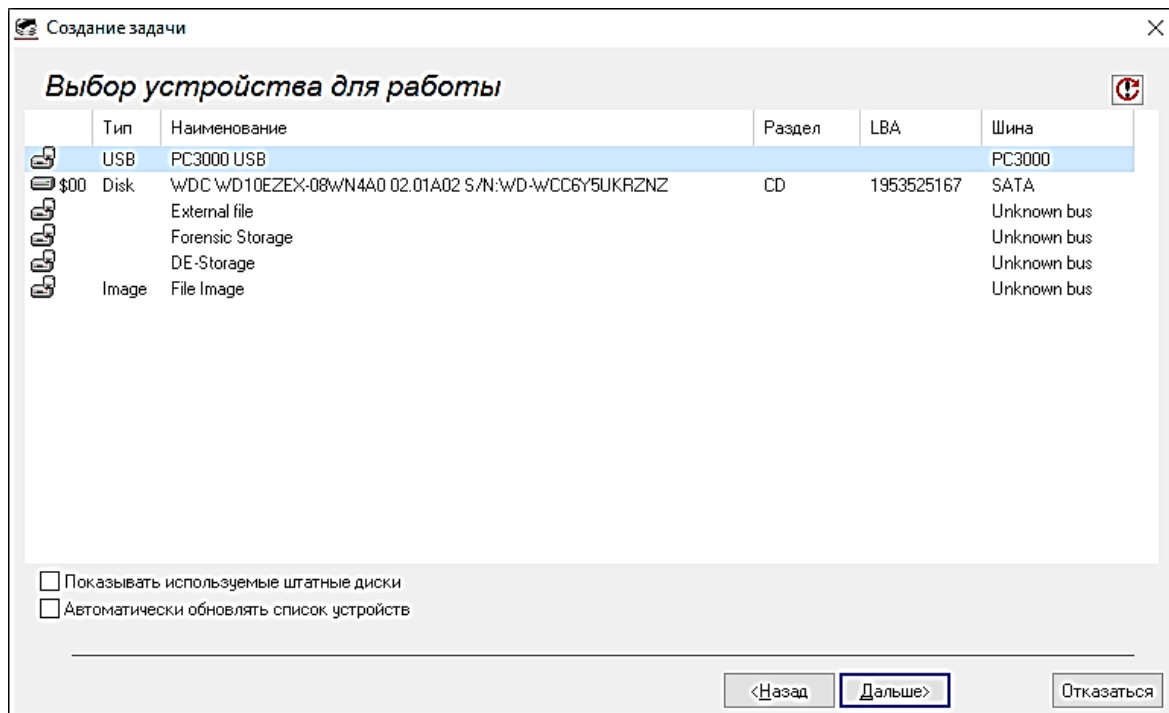 Создание задачи
Выбор устройства для работы
Тип Наименование Раздел LBA Шина
USB PC3000 USB PC3000
$00 Disk WDC WD10EZEX-08WN4A0 02.01A02 S/N:WD-WCC6Y5UKRZNZ CD 1953525167 SATA
External file Unknown bus
Forensic Storage Unknown bus
DE-Storage Unknown bus
Image File Image Unknown bus
Показывать используемые штатные диски
Автоматически обновлять список устройств
<Назад Дальше> Отказаться